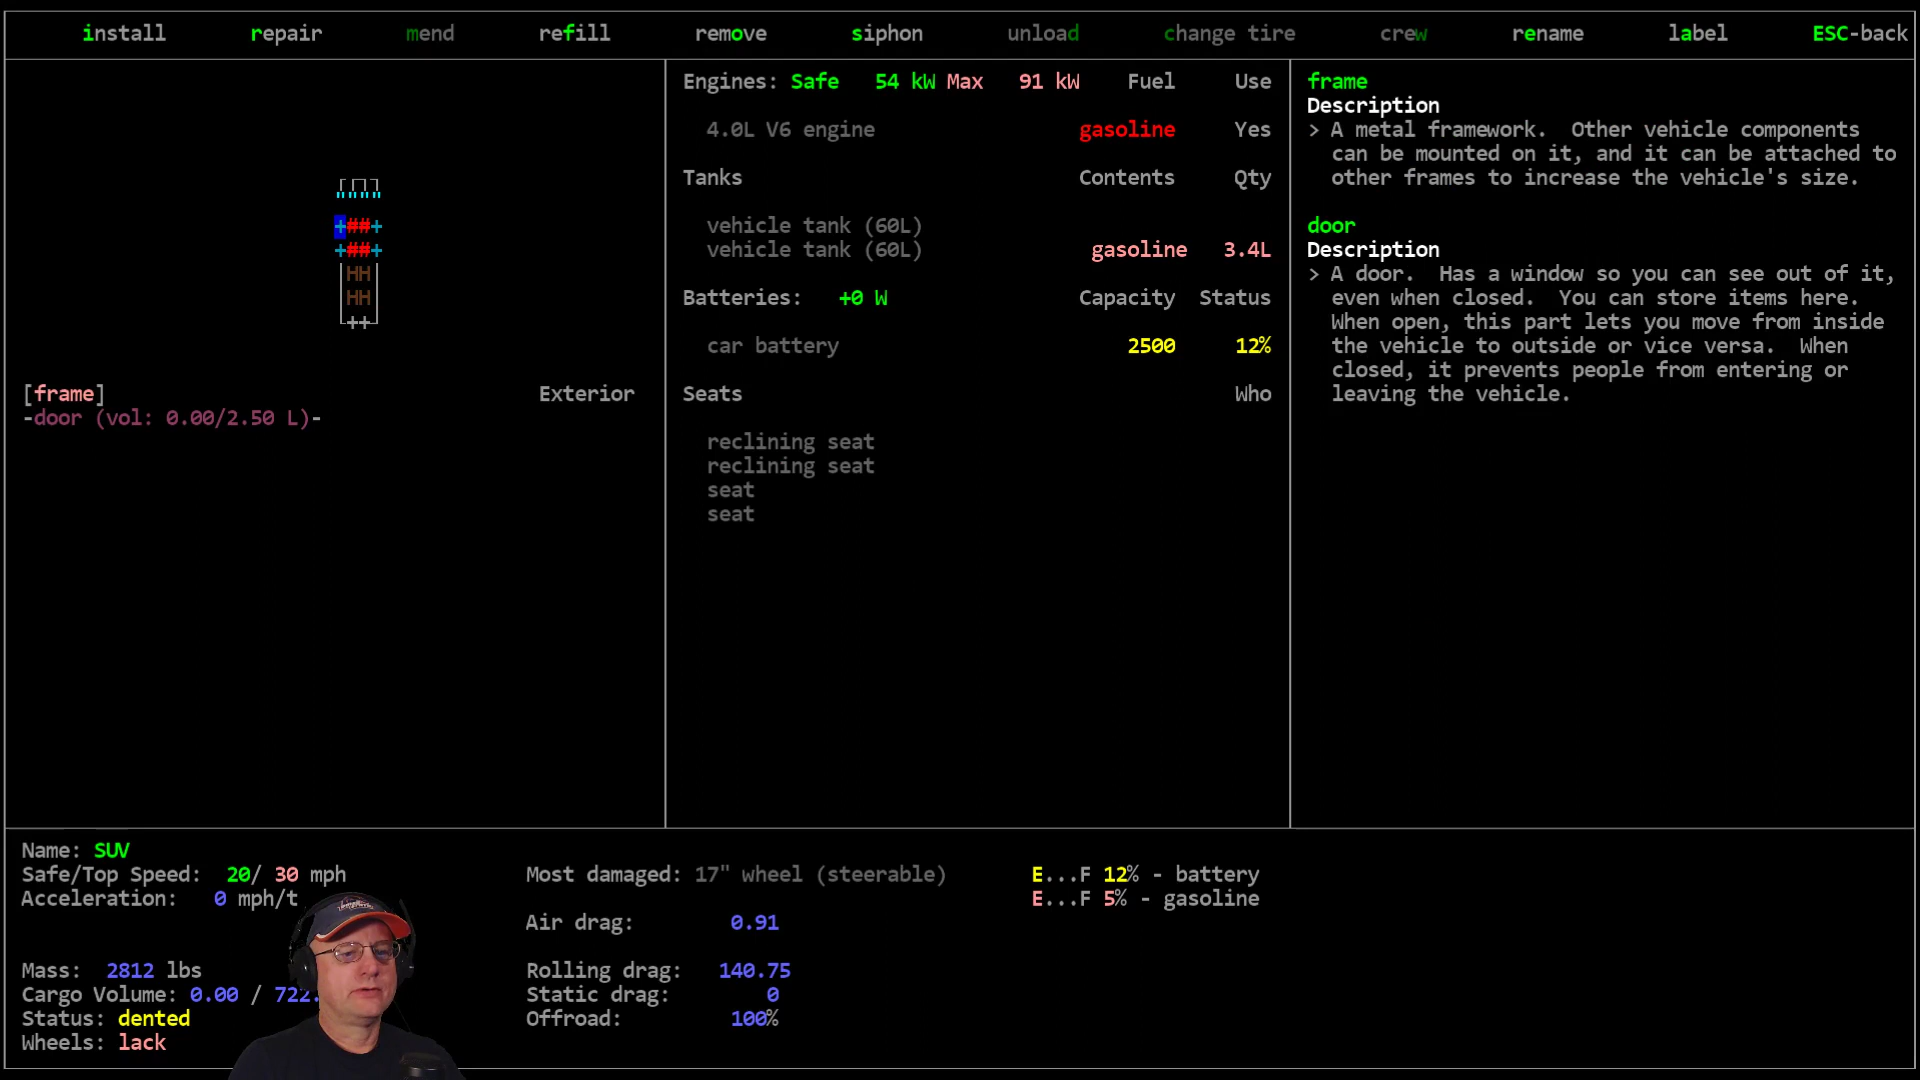 install repair mend refill remove siphon unload change tire crew rename label ESC-back
Engines: Safe 54 kW Max 91 kW Fuel Use
4.0L V6 engine gasoline Yes
Tanks Contents Qty
vehicle tank (60L)
vehicle tank (60L) gasoline 3.4L
Batteries: +0 W Capacity Status
car battery 2500 12%
Seats Who
reclining seat
reclining seat
seat
seat
frame
Description
> A metal framework. Other vehicle components
can be mounted on it, and it can be attached to
other frames to increase the vehicle's size.
door
Description
> A door. Has a window so you can see out of it,
even when closed. You can store items here.
When open, this part lets you move from inside
the vehicle to outside or vice versa. When
closed, it prevents people from entering or
leaving the vehicle.
+##+
+##+
HH
HH
++
[frame] Exterior
-door (vol: 0.00/2.50 L)-
Name: SUV
Safe/Top Speed: 20/ 30 mph
Acceleration: 0 mph/t
Mass: 2812 lbs
Cargo Volume: 0.00 / 722.
Status: dented
Wheels: lack
Most damaged: 17" wheel (steerable)
Air drag: 0.91
Rolling drag: 140.75
Static drag: 0
Offroad: 100%
E...F 12% - battery
E...F 5% - gasoline